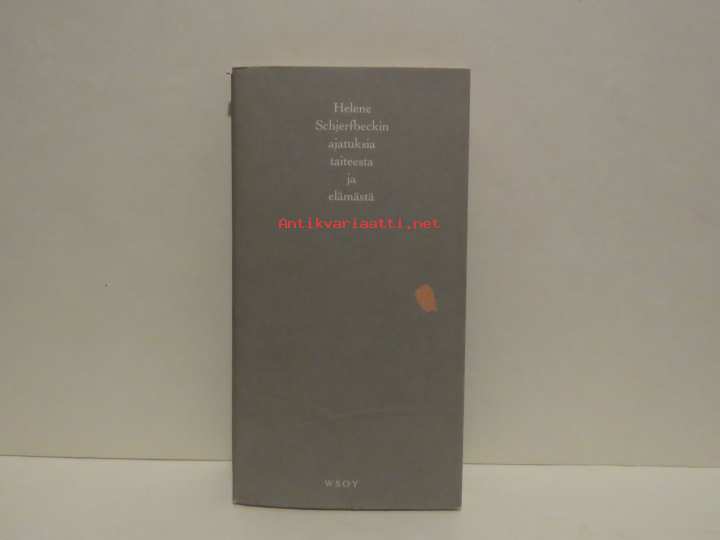 Helene
Schjerfbeckin
ajatuksia
taiteesta
ja
elämästä
Antikvariaatti.net
WSOY